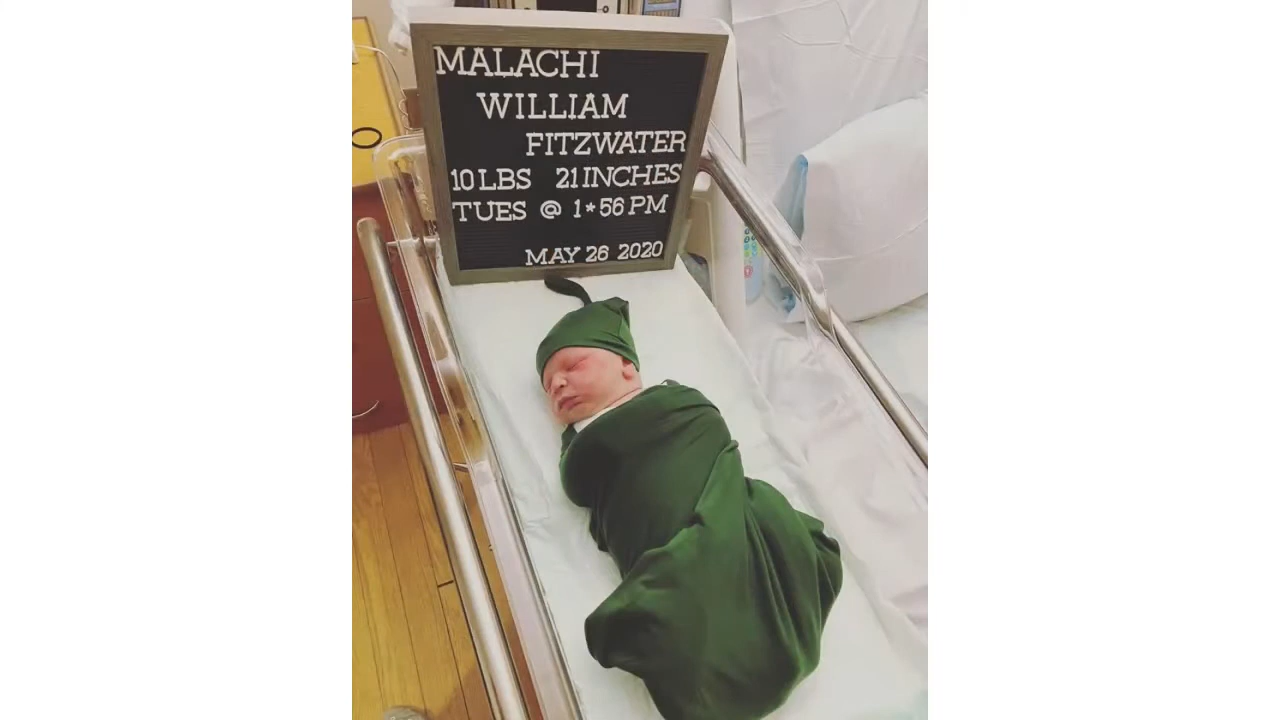 MALACHI
WILLIAM
FITZWATER
10 LBS 21 INCHES
TUES @ 1*56 PM
MAY 26 2020